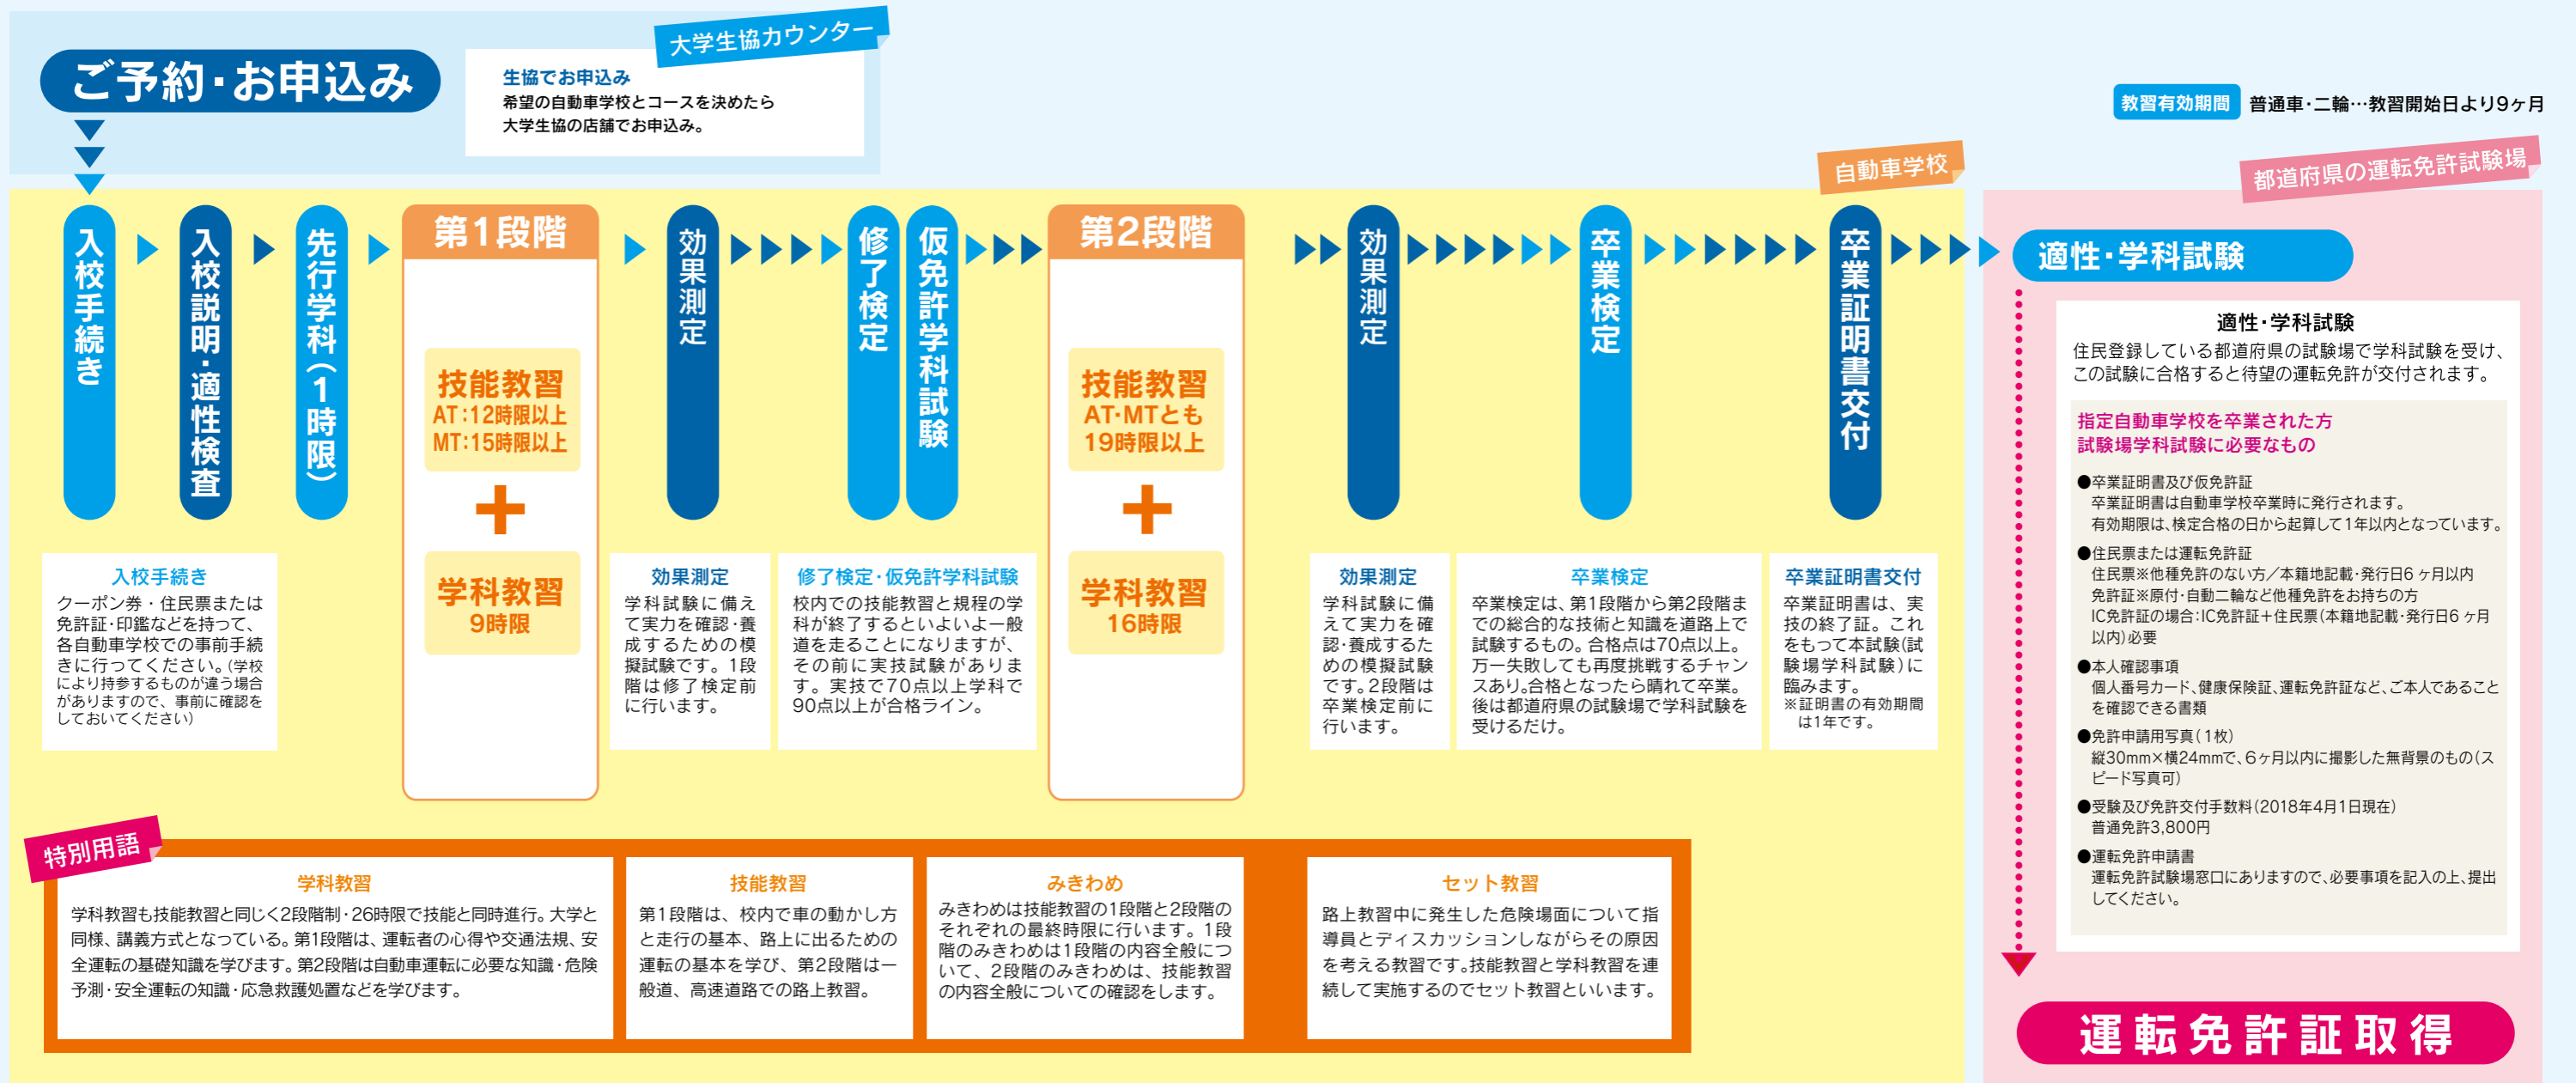 ご予約・お申込み
大学生協カウンター
生協でお申込み
希望の自動車学校とコースを決めたら
大学生協の店舗でお申込み。
教習有効期間 普通車・二輪…教習開始日より9ヶ月
自動車学校
都道府県の運転免許試験場
入校手続き
入校説明・適性検査
先行学科（1時限）
第1段階
技能教習
AT:12時限以上
MT:15時限以上
+
学科教習
9時限
効果測定
修了検定
仮免許学科試験
第2段階
技能教習
AT・MTとも
19時限以上
+
学科教習
16時限
効果測定
卒業検定
卒業証明書交付
入校手続き
クーポン券・住民票または
免許証・印鑑などを持って、
各自動車学校での事前手続
きに行ってください。（学校
により持参するものが違う場合
がありますので、事前に確認を
しておいてください）
効果測定
学科試験に備え
て実力を確認・養
成するための模
擬試験です。1段
階は修了検定前
に行います。
修了検定・仮免許学科試験
校内での技能教習と規程の学
科が終了するといよいよ一般
道を走ることになりますが、
その前に実技試験がありま
す。実技で70点以上学科で
90点以上が合格ライン。
効果測定
学科試験に備
えて実力を確
認・養成するた
めの模擬試験
です。2段階は
卒業検定前に
行います。
卒業検定
卒業検定は、第1段階から第2段階ま
での総合的な技術と知識を道路上で
試験するもの。合格点は70点以上。
万一失敗しても再度挑戦するチャン
スあり。合格となったら晴れて卒業。
後は都道府県の試験場で学科試験を
受けるだけ。
卒業証明書交付
卒業証明書は、実
技の終了証。これ
をもって本試験(試
験場学科試験)に
臨みます。
※証明書の有効期間
は1年です。
特別用語
学科教習
学科教習も技能教習と同じく2段階制・26時限で技能と同時進行。大学と
同様、講義方式となっている。第1段階は、運転者の心得や交通法規、安
全運転の基礎知識を学びます。第2段階は自動車運転に必要な知識・危険
予測・安全運転の知識・応急救護処置などを学びます。
技能教習
第1段階は、校内で車の動かし方
と走行の基本、路上に出るための
運転の基本を学び、第2段階は一
般道、高速道路での路上教習。
みきわめ
みきわめは技能教習の1段階と2段階の
それぞれの最終時限に行います。1段
階のみきわめは1段階の内容全般につ
いて、2段階のみきわめは、技能教習
の内容全般についての確認をします。
セット教習
路上教習中に発生した危険場面について指
導員とディスカッションしながらその原因
を考える教習です。技能教習と学科教習を連
続して実施するのでセット教習といいます。
適性・学科試験
適性・学科試験
住民登録している都道府県の試験場で学科試験を受け、
この試験に合格すると待望の運転免許が交付されます。
指定自動車学校を卒業された方
試験場学科試験に必要なもの
●卒業証明書及び仮免許証
卒業証明書は自動車学校卒業時に発行されます。
有効期限は、検定合格の日から起算して1年以内となっています。
●住民票または運転免許証
住民票※他種免許のない方／本籍地記載・発行日6ヶ月以内
免許証※原付・自動二輪など他種免許をお持ちの方
IC免許証の場合：IC免許証＋住民票（本籍地記載・発行日6ヶ月
以内）必要
●本人確認事項
個人番号カード、健康保険証、運転免許証など、ご本人であること
を確認できる書類
●免許申請用写真（1枚）
縦30mm×横24mmで、6ヶ月以内に撮影した無背景のもの（ス
ピード写真可）
●受験及び免許交付手数料（2018年4月1日現在）
普通免許3,800円
●運転免許申請書
運転免許試験場窓口にありますので、必要事項を記入の上、提出
してください。
運転免許証取得